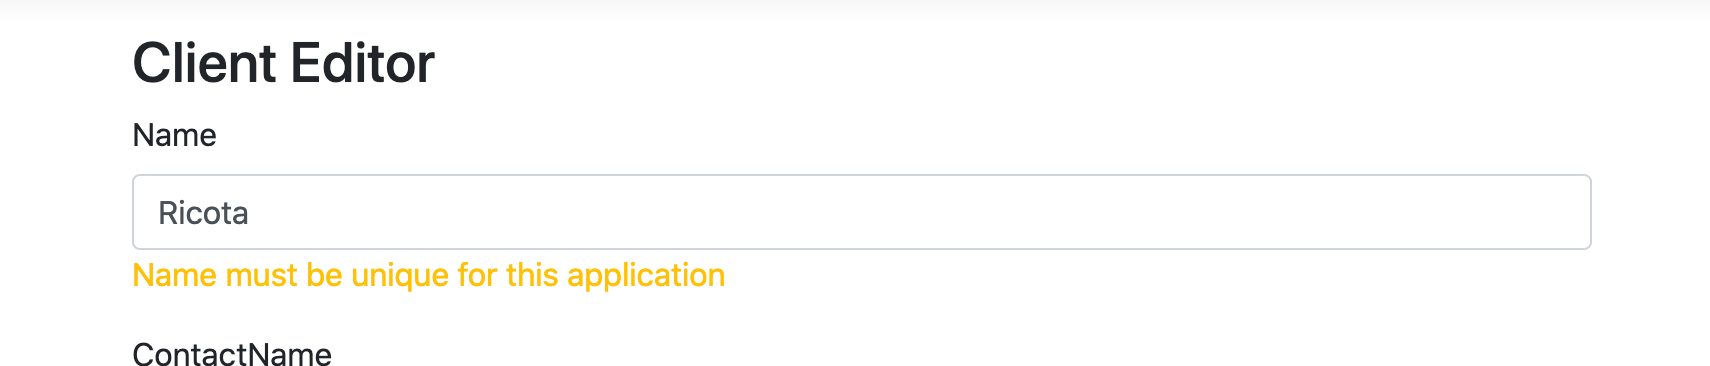 Client Editor
Name
Ricota
Name must be unique for this application
ContactName